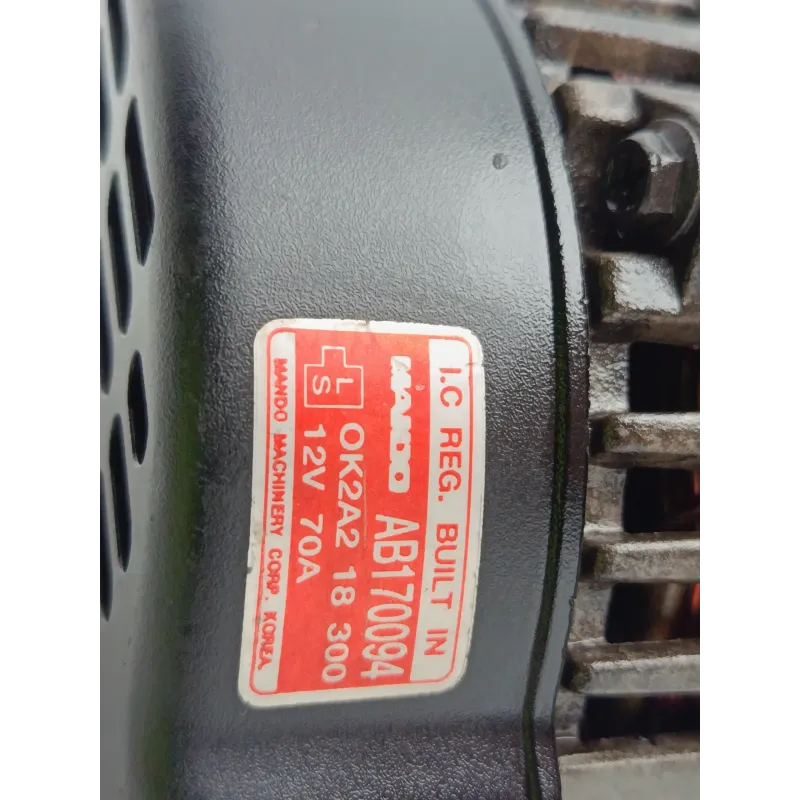 I.C REG. BUILT IN
MANDO AB170094
L
S
OK2A2 18 300
12V 70A
MANDO MACHINERY CORP. KOREA